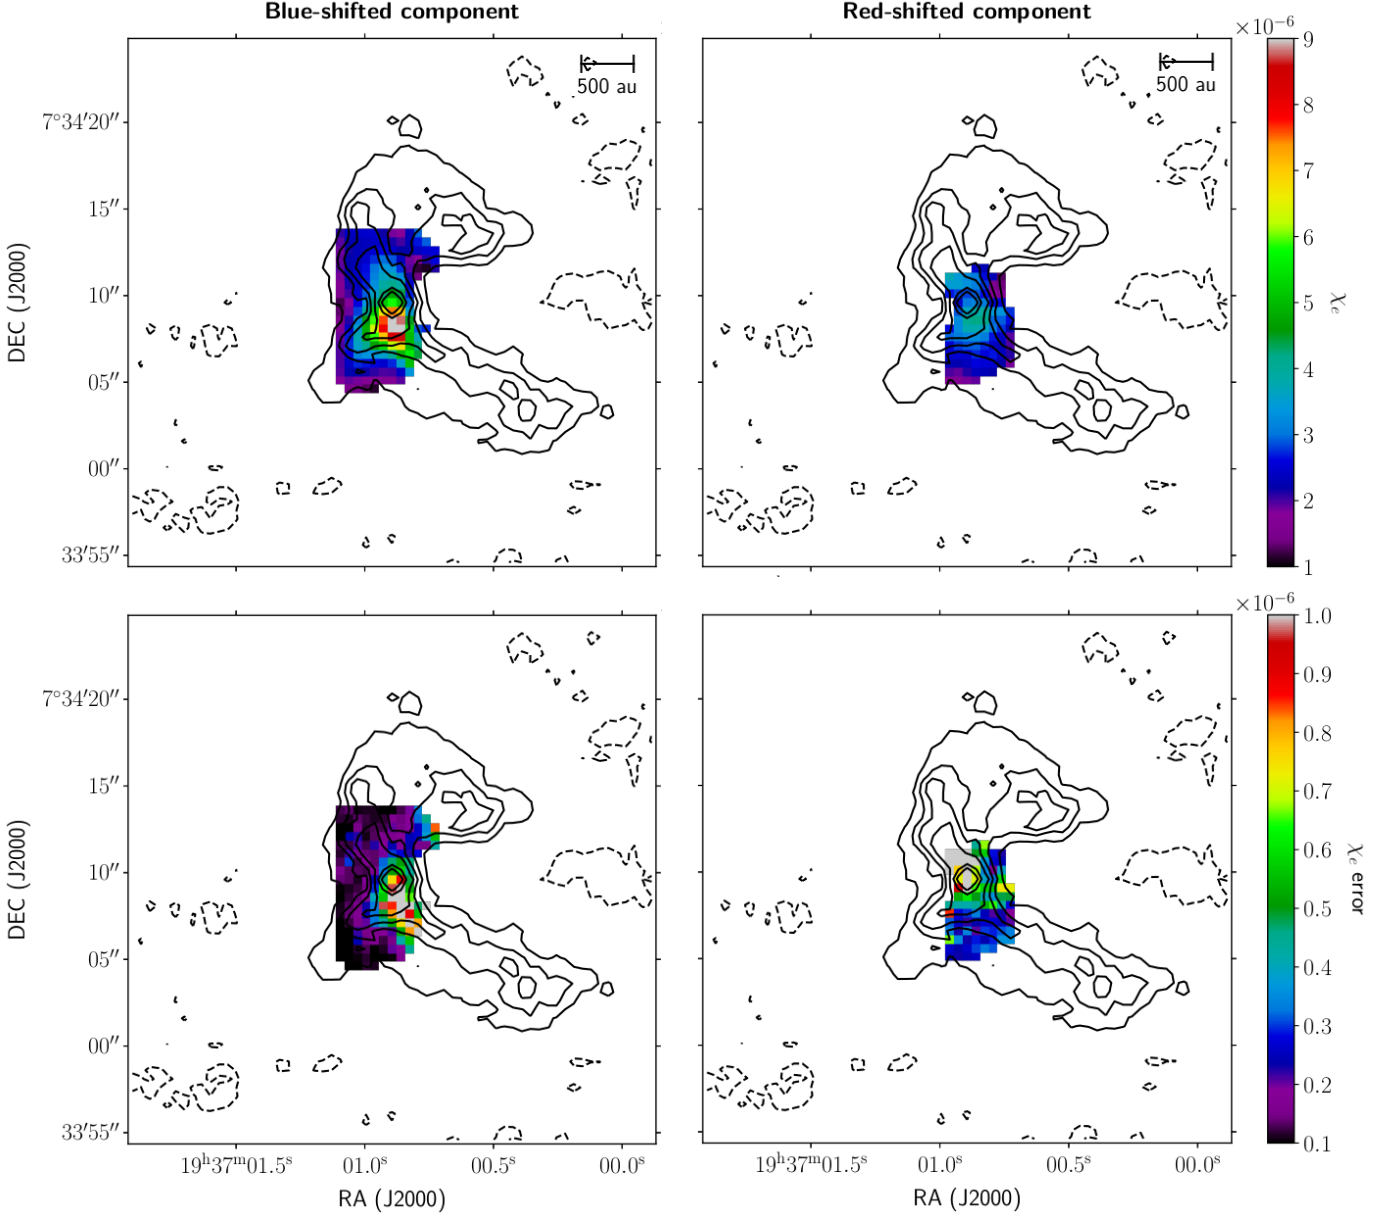 Blue-shifted component
Red-shifted component
×10⁻⁶
500 au
500 au
7°34′20″
15″
10″
05″
00″
33′55″
DEC (J2000)
9
8
7
6
5
4
3
2
1
χₑ
×10⁻⁶
7°34′20″
15″
10″
05″
00″
33′55″
DEC (J2000)
1.0
0.9
0.8
0.7
0.6
0.5
0.4
0.3
0.2
0.1
χₑ error
19ʰ37ᵐ01.5ˢ 01.0ˢ 00.5ˢ 00.0ˢ
19ʰ37ᵐ01.5ˢ 01.0ˢ 00.5ˢ 00.0ˢ
RA (J2000)
RA (J2000)